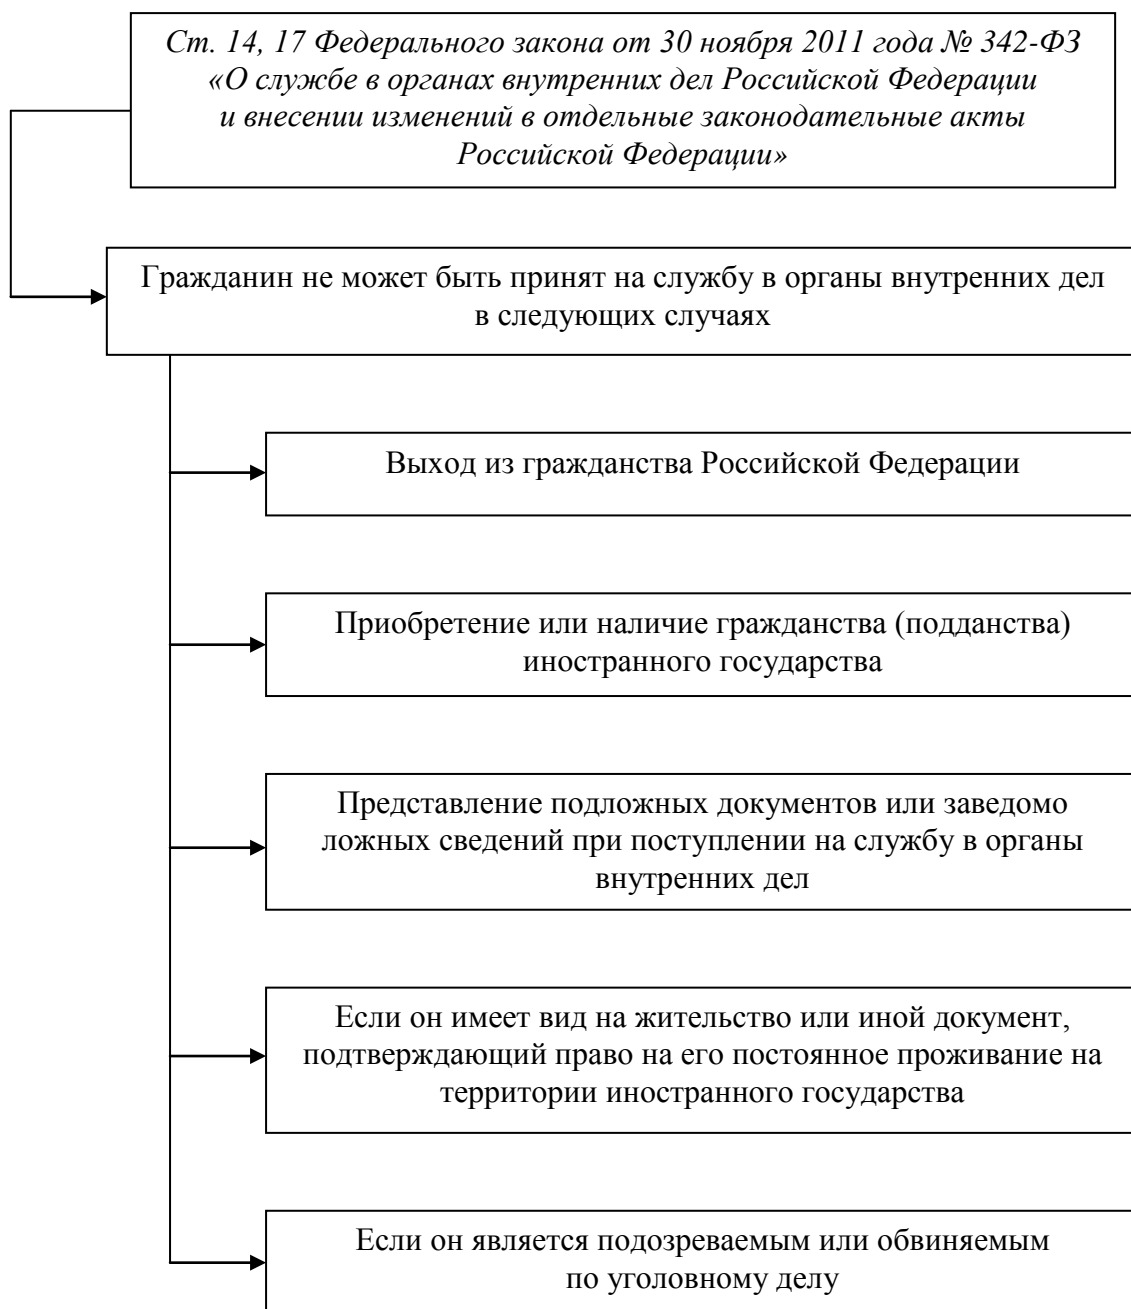 Ст. 14, 17 Федерального закона от 30 ноября 2011 года № 342-ФЗ
«О службе в органах внутренних дел Российской Федерации
и внесении изменений в отдельные законодательные акты
Российской Федерации»
Гражданин не может быть принят на службу в органы внутренних дел
в следующих случаях
Выход из гражданства Российской Федерации
Приобретение или наличие гражданства (подданства)
иностранного государства
Представление подложных документов или заведомо
ложных сведений при поступлении на службу в органы
внутренних дел
Если он имеет вид на жительство или иной документ,
подтверждающий право на его постоянное проживание на
территории иностранного государства
Если он является подозреваемым или обвиняемым
по уголовному делу